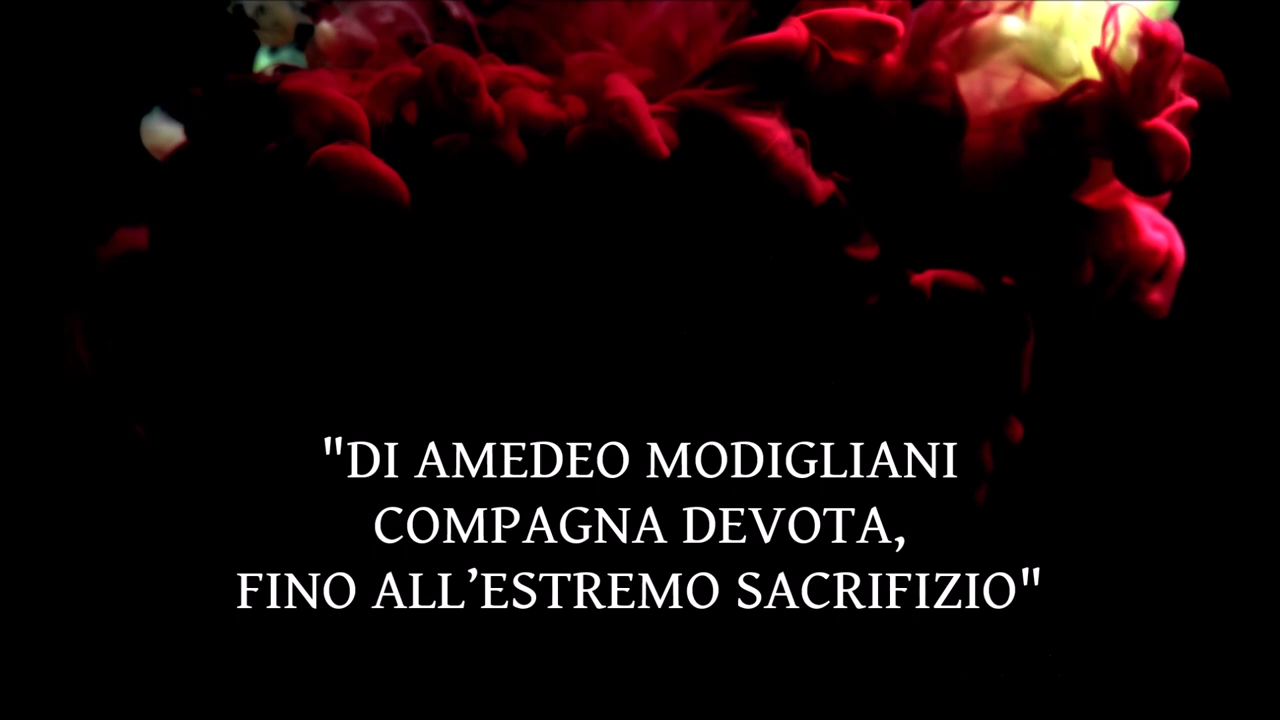 "DI AMEDEO MODIGLIANI
COMPAGNA DEVOTA,
FINO ALL’ESTREMO SACRIFIZIO"